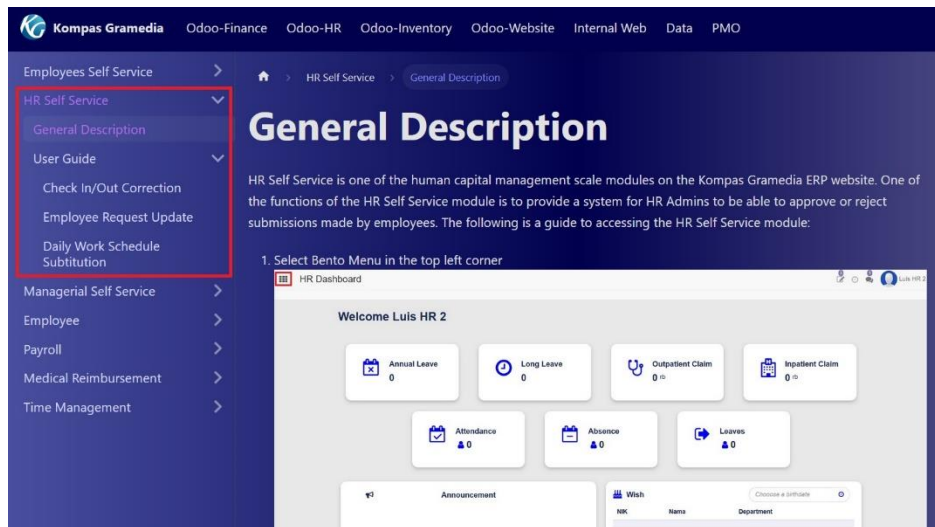 Kompas Gramedia Odoo-Finance Odoo-HR Odoo-Inventory Odoo-Website Internal Web Data PMO
Employees Self Service
HR Self Service
General Description
User Guide
Check In/Out Correction
Employee Request Update
Daily Work Schedule
Subtitution
Managerial Self Service
Employee
Payroll
Medical Reimbursement
Time Management
HR Self Service General Description
General Description
HR Self Service is one of the human capital management scale modules on the Kompas Gramedia ERP website. One of
the functions of the HR Self Service module is to provide a system for HR Admins to be able to approve or reject
submissions made by employees. The following is a guide to accessing the HR Self Service module:
1. Select Bento Menu in the top left corner
HR Dashboard Luis HR 2
Welcome Luis HR 2
Annual Leave
0
Long Leave
0
Outpatient Claim
0
Inpatient Claim
0
Attendance
0
Absence
0
Leaves
0
Announcement
Wish
NIK Name Department